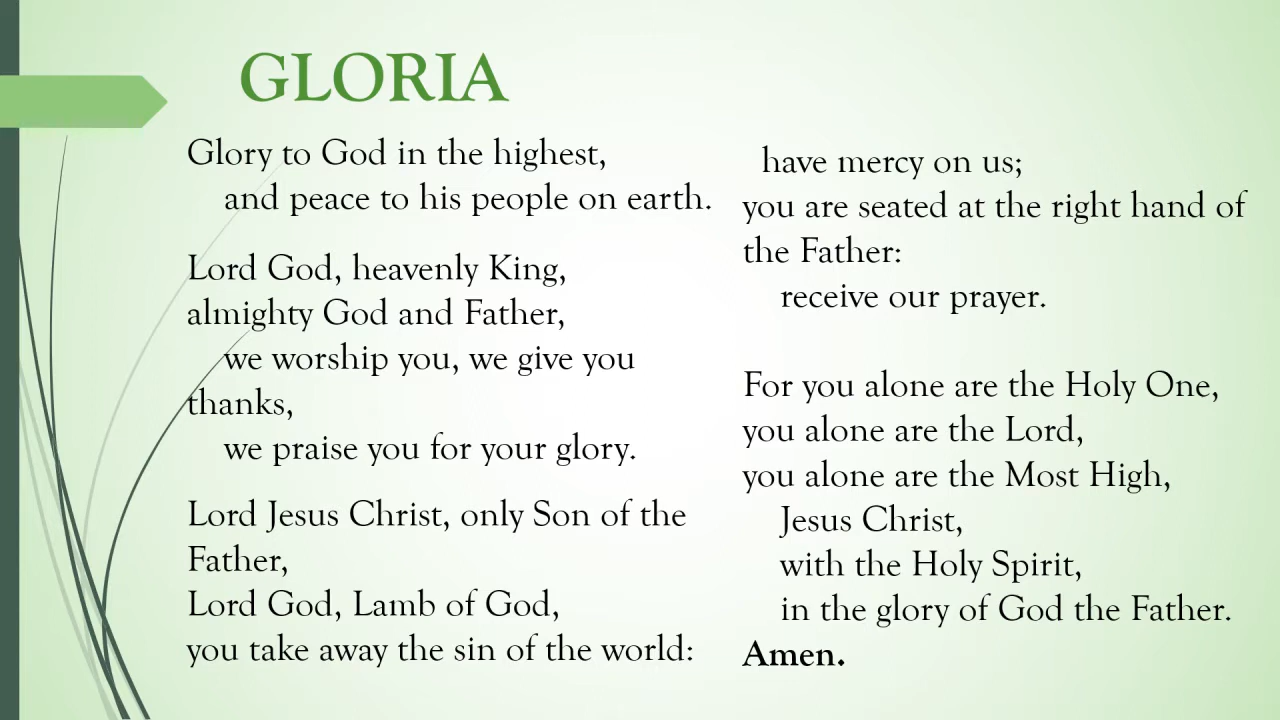 GLORIA
Glory to God in the highest,
and peace to his people on earth.
Lord God, heavenly King,
almighty God and Father,
we worship you, we give you
thanks,
we praise you for your glory.
Lord Jesus Christ, only Son of the
Father,
Lord God, Lamb of God,
you take away the sin of the world:
have mercy on us;
you are seated at the right hand of
the Father:
receive our prayer.
For you alone are the Holy One,
you alone are the Lord,
you alone are the Most High,
Jesus Christ,
with the Holy Spirit,
in the glory of God the Father.
Amen.